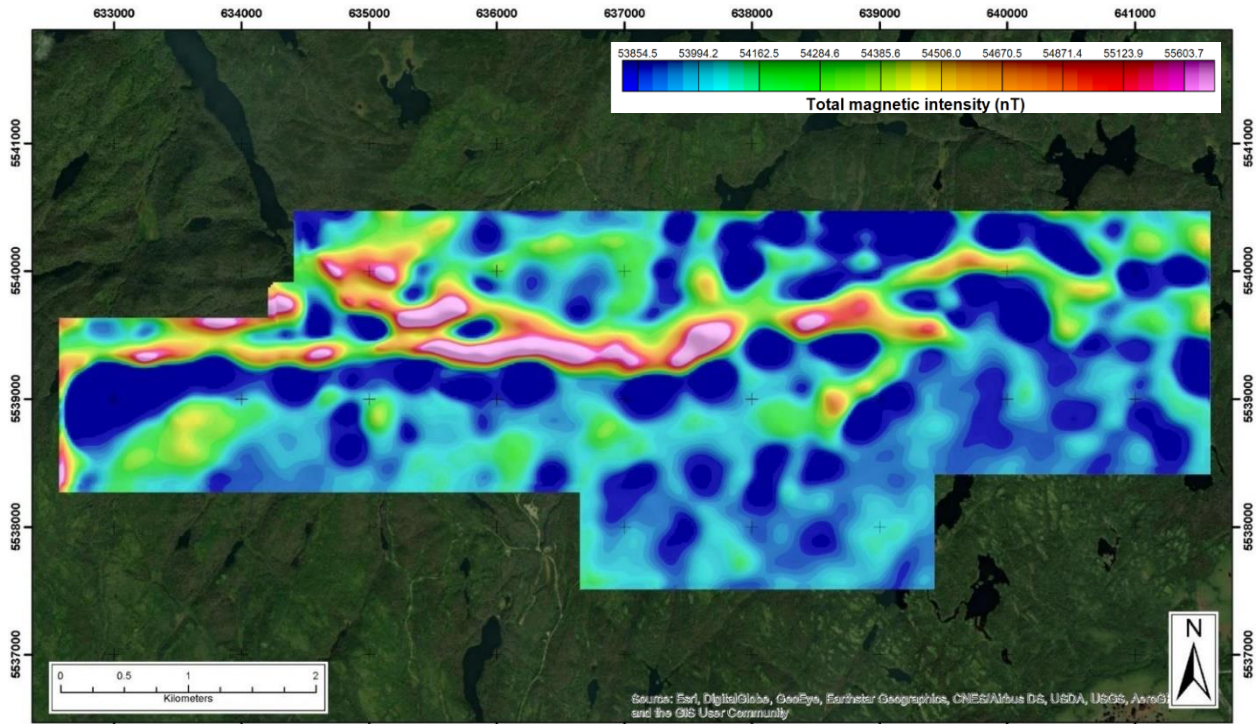 633000 634000 635000 636000 637000 638000 639000 640000 641000
53854.5 53994.2 54162.5 54284.6 54385.6 54506.0 54670.5 54871.4 55123.9 55603.7
Total magnetic intensity (nT)
5541000 5541000
5540000 5540000
5539000 5539000
5538000 5538000
5537000 5537000
N
0 0.5 1 2
Kilometers
Source: Esri, DigitalGlobe, GeoEye, Earthstar Geographics, CNES/Airbus DS, USDA, USGS,
and the GIS User Community